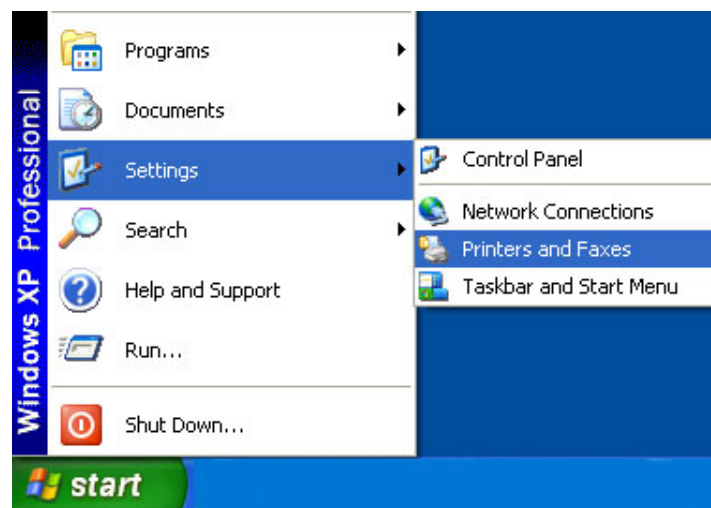 Windows XP Professional
Programs
Documents
Settings
Search
Help and Support
Run...
Shut Down...
Control Panel
Network Connections
Printers and Faxes
Taskbar and Start Menu
start